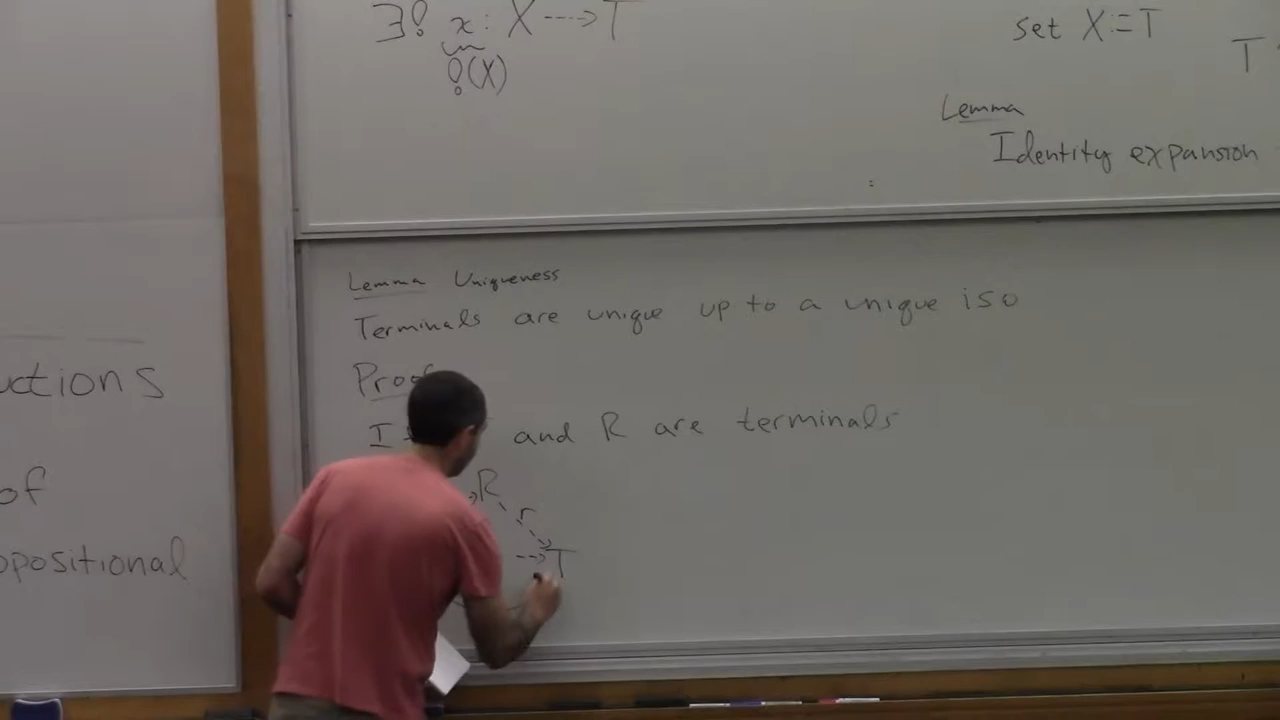 ∃! x : X ---> T
!(X)
set X := T
T
Lemma
Identity expansion
Lemma Uniqueness
Terminals are unique up to a unique iso
Proof
I and R are terminals
R
r
T
uctions
of
opositional